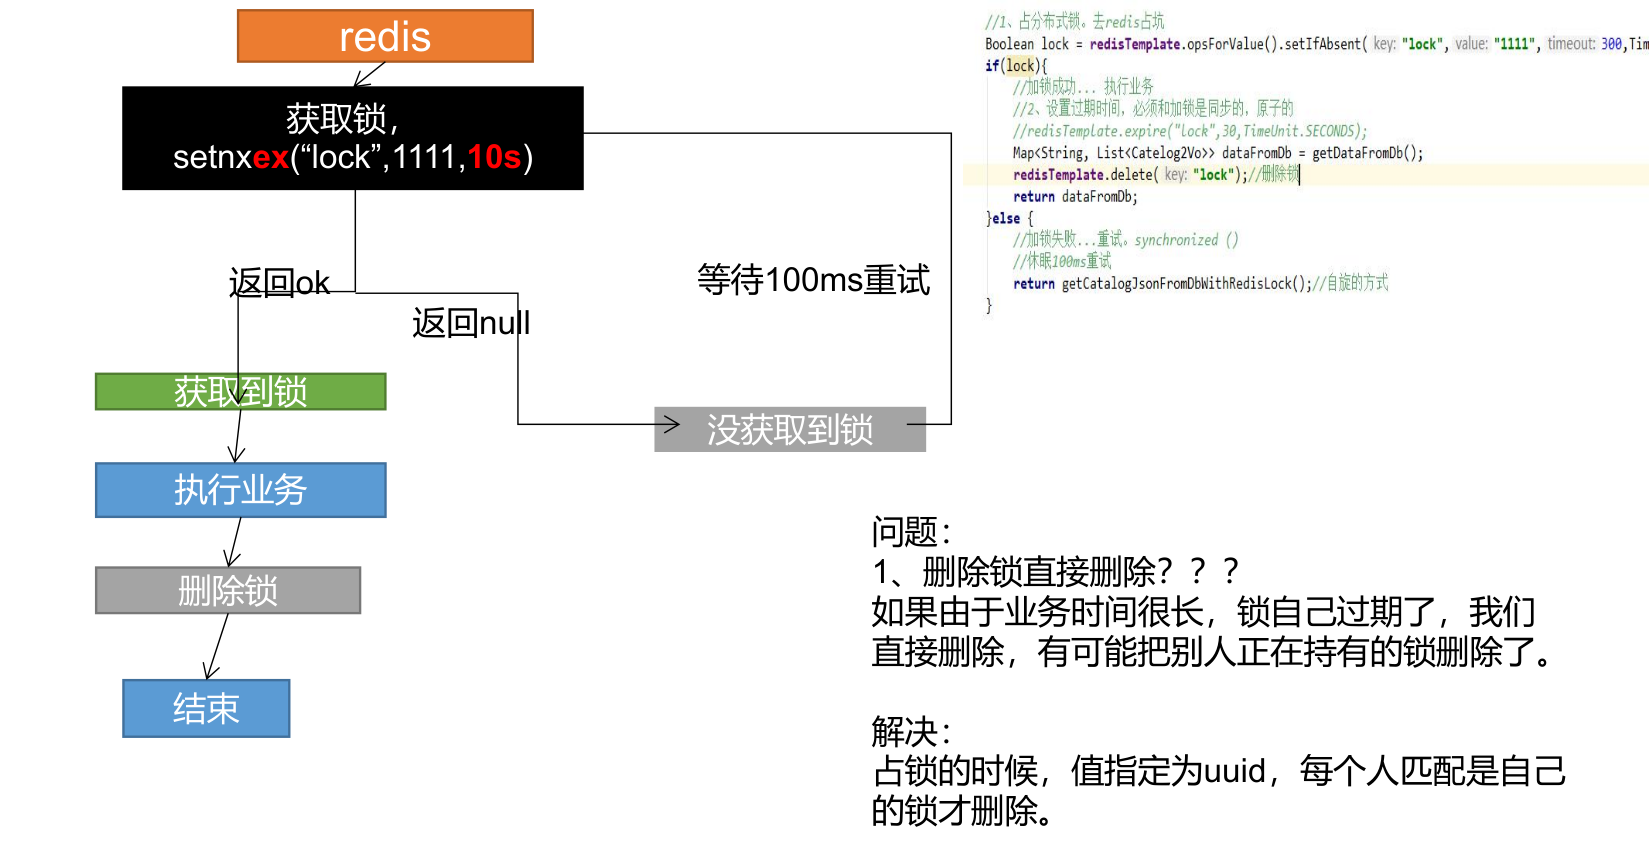 redis
获取锁，
setnxex(“lock”,1111,10s)
返回ok
返回null
等待100ms重试
获取到锁
没获取到锁
执行业务
删除锁
结束
//1、占分布式锁。去redis占坑
Boolean lock = redisTemplate.opsForValue().setIfAbsent( key: "lock", value: "1111", timeout: 300,Tim
if(lock){
//加锁成功... 执行业务
//2、设置过期时间，必须和加锁是同步的，原子的
//redisTemplate.expire("lock",30,TimeUnit.SECONDS);
Map<String, List<Catelog2Vo>> dataFromDb = getDataFromDb();
redisTemplate.delete( key: "lock");//删除锁
return dataFromDb;
}else {
//加锁失败...重试。synchronized ()
//休眠100ms重试
return getCatalogJsonFromDbWithRedisLock();//自旋的方式
}
问题：
1、删除锁直接删除？？？
如果由于业务时间很长，锁自己过期了，我们
直接删除，有可能把别人正在持有的锁删除了。
解决：
占锁的时候，值指定为uuid，每个人匹配是自己
的锁才删除。